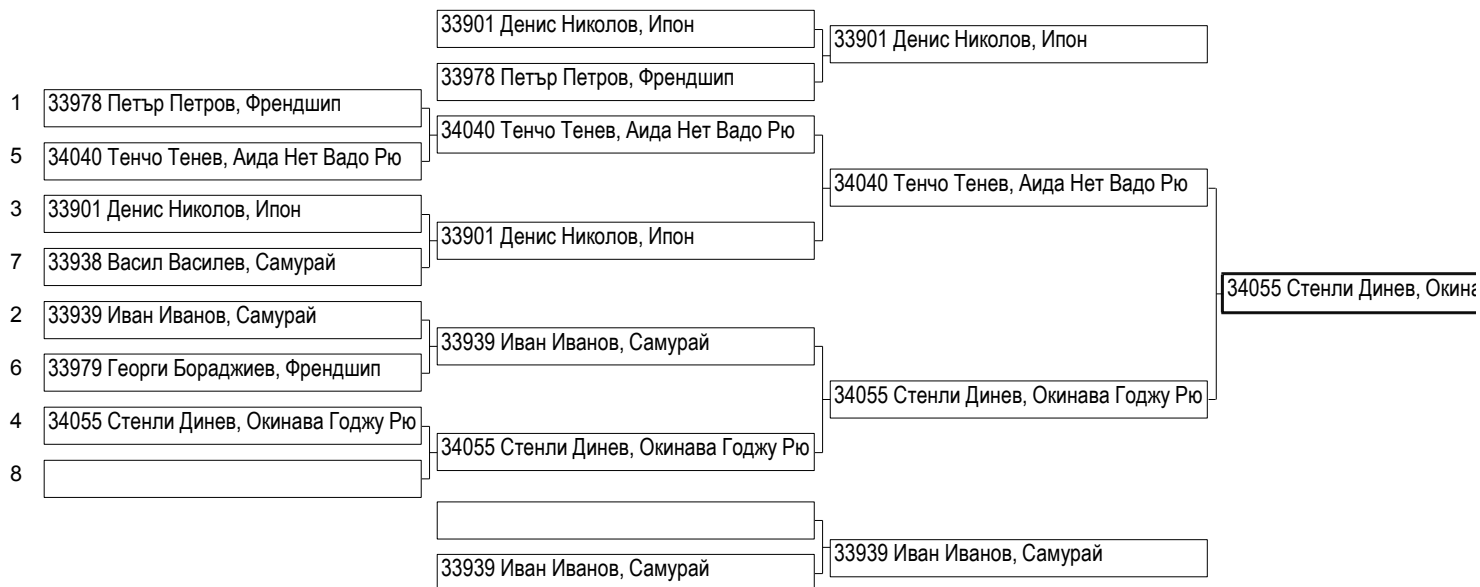 33901 Денис Николов, Ипон
33901 Денис Николов, Ипон
33978 Петър Петров, Френдшип
1 33978 Петър Петров, Френдшип
34040 Тенчо Тенев, Аида Нет Вадо Рю
5 34040 Тенчо Тенев, Аида Нет Вадо Рю
34040 Тенчо Тенев, Аида Нет Вадо Рю
3 33901 Денис Николов, Ипон
33901 Денис Николов, Ипон
7 33938 Васил Василев, Самурай
34055 Стенли Динев, Окина
2 33939 Иван Иванов, Самурай
33939 Иван Иванов, Самурай
6 33979 Георги Бораджиев, Френдшип
34055 Стенли Динев, Окинава Годжу Рю
4 34055 Стенли Динев, Окинава Годжу Рю
34055 Стенли Динев, Окинава Годжу Рю
8
33939 Иван Иванов, Самурай
33939 Иван Иванов, Самурай